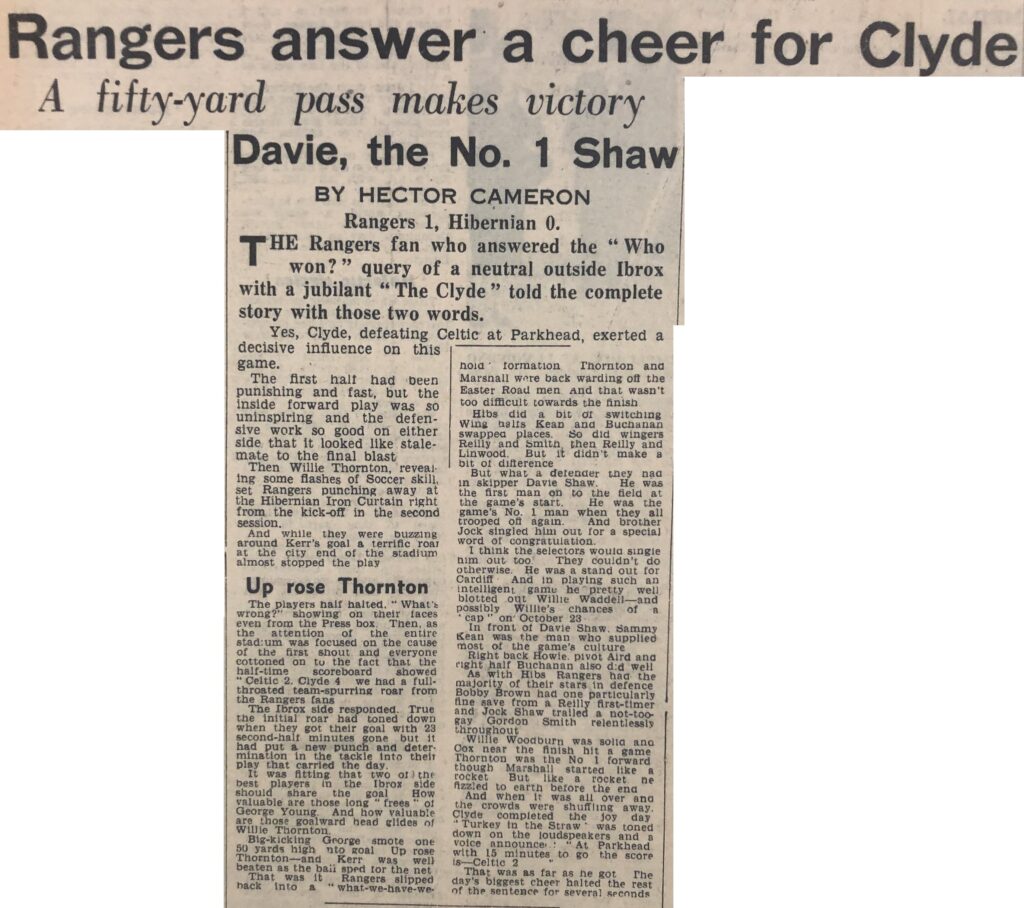 Rangers answer a cheer for Clyde
A fifty-yard pass makes victory
Davie, the No. 1 Shaw
BY HECTOR CAMERON
Rangers 1, Hibernian 0.
THE Rangers fan who answered the “Who
won?” query of a neutral outside Ibrox
with a jubilant “The Clyde” told the complete
story with those two words.
Yes, Clyde, defeating Celtic at Parkhead, exerted a
decisive influence on this
game.
The first half had been
punishing and fast, but the
inside forward play was so
uninspiring and the defen-
sive work so good on either
side that it looked like stale-
mate to the final blast
Then Willie Thornton, reveal-
ing some flashes of Soccer skill,
set Rangers punching away at
the Hibernian Iron Curtain right
from the kick-off in the second
session.
And while they were buzzing
around Kerr's goal a terrific roar
at the city end of the stadium
almost stopped the play
Up rose Thornton
The players half halted. “What's
wrong?” showing on their faces
even from the Press box. Then, as
the attention of the entire
stadium was focused on the cause
of the first shout and everyone
cottoned on to the fact that the
half-time scoreboard showed
“Celtic 2, Clyde 4 we had a full-
throated team-spurring roar from
the Rangers fans
The Ibrox side responded. True
the initial roar had toned down
when they got their goal with 23
second-half minutes gone but it
had put a new punch and deter-
mination in the tackle into their
play that carried the day.
It was fitting that two of the
best players in the Ibrox side
should share the goal How
valuable are those long “frees” of
George Young. And how valuable
are those goalward head glides of
Willie Thornton.
Big-kicking George smote one
50 yards high into goal Up rose
Thornton—and Kerr was well
beaten as the ball sped for the net
That was it Rangers slipped
back into a “what-we-have-we-
hold” formation Thornton and
Marshall were back warding off the
Easter Road men And that wasn't
too difficult towards the finish
Hibs did a bit of switching
Wing halfs Kean and Buchanan
swapped places. So did wingers
Reilly and Smith, then Reilly and
Linwood. But it didn't make a
bit of difference
But what a defender they had
in skipper Davie Shaw. He was
the first man on to the field at
the game's start. He was the
game's No. 1 man when they all
trooped off again. And brother
Jock singled him out for a special
word of congratulation.
I think the selectors would single
him out too They couldn't do
otherwise. He was a stand out for
Cardiff And in playing such an
intelligent game he pretty well
blotted out Willie Waddell—and
possibly Willie's chances of a
“cap” on October 23
In front of Davie Shaw, Sammy
Kean was the man who supplied
most of the game's culture
Right back Howie, pivot Aird and
right half Buchanan also did well
As with Hibs Rangers had the
majority of their stars in defence
Bobby Brown had one particularly
fine save from a Reilly first-timer
and Jock Shaw trailed a not-too-
gay Gordon Smith relentlessly
throughout
Willie Woodburn was solid and
Cox near the finish hit a game
Thornton was the No 1 forward
though Marshall started like a
rocket But like a rocket he
fizzled to earth before the end
And when it was all over and
the crowds were shuffling away,
Clyde completed the joy day
“Turkey in the Straw” was toned
down on the loudspeakers and a
voice announced: “At Parkhead
with 15 minutes to go the score
is—Celtic 2 ”
That was as far as he got The
day's biggest cheer halted the rest
of the sentence for several seconds